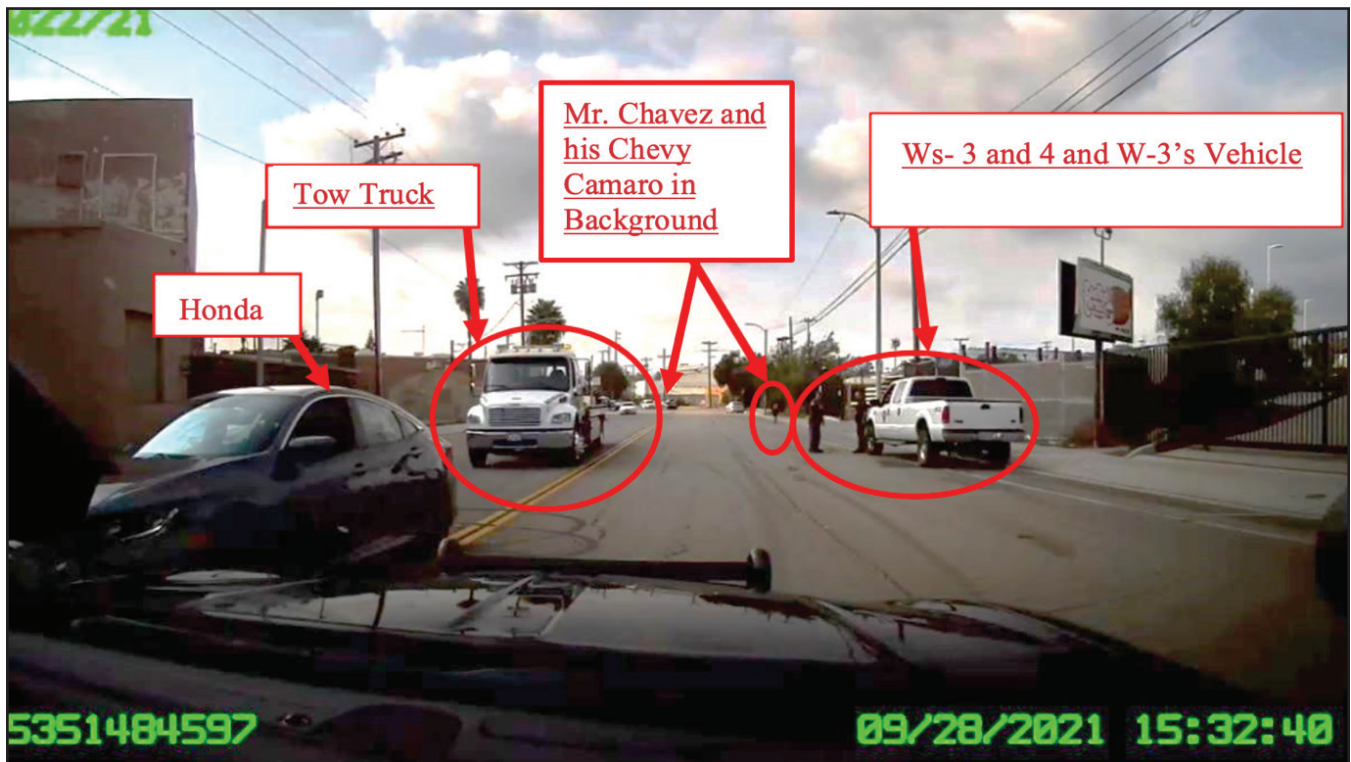 0822/21
Mr. Chavez and
his Chevy
Camaro in
Background
Ws- 3 and 4 and W-3's Vehicle
Tow Truck
Honda
5351484597
09/28/2021 15:32:40